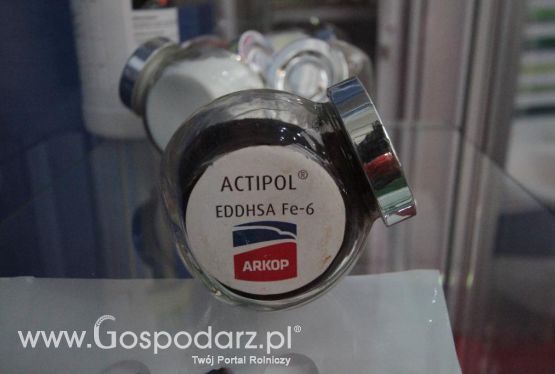 ACTIPOL®
EDDHSA Fe-6
ARKOP
www.Gospodarz.pl®
Twój Portal Rolniczy